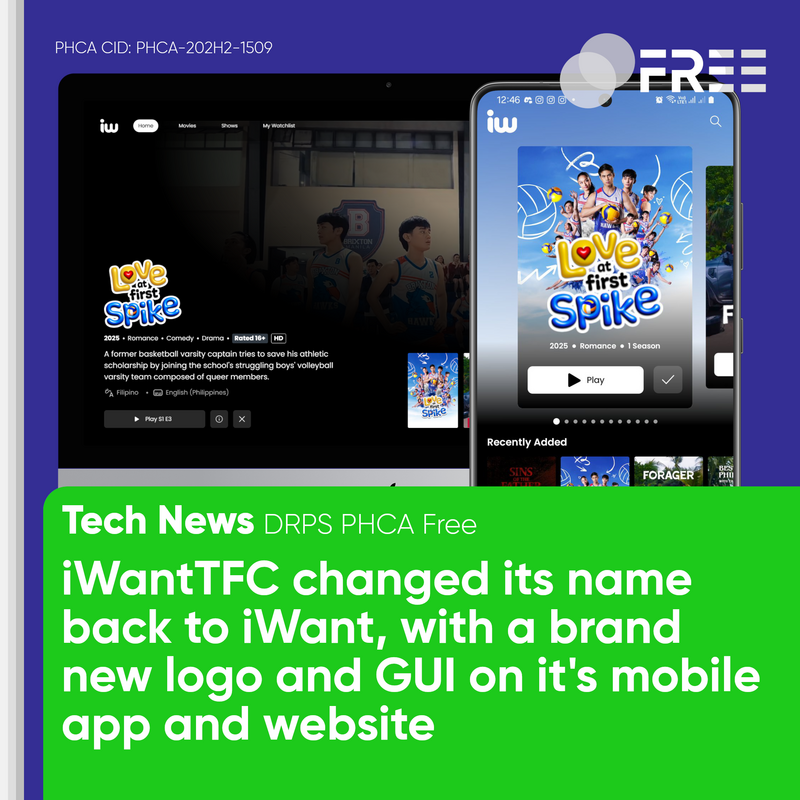 PHCA CID: PHCA-202H2-1509
FREE
iw
Home
Movies
Shows
My Watchlist
B
BRIXTON
Love
at
first
Spike
2025 • Romance • Comedy • Drama • Rated 16+ HD
A former basketball varsity captain tries to save his athletic
scholarship by joining the school's struggling boys' volleyball
varsity team composed of queer members.
Filipino • English (Philippines)
Play S1 E3
Love
at
first
Spike
12:46
iw
Love
at
first
Spike
2025 • Romance • 1 Season
Play
F
Recently Added
SINS
OF THE
FATHER
FORAGER
Tech News DRPS PHCA Free
iWantTFC changed its name
back to iWant, with a brand
new logo and GUI on it's mobile
app and website